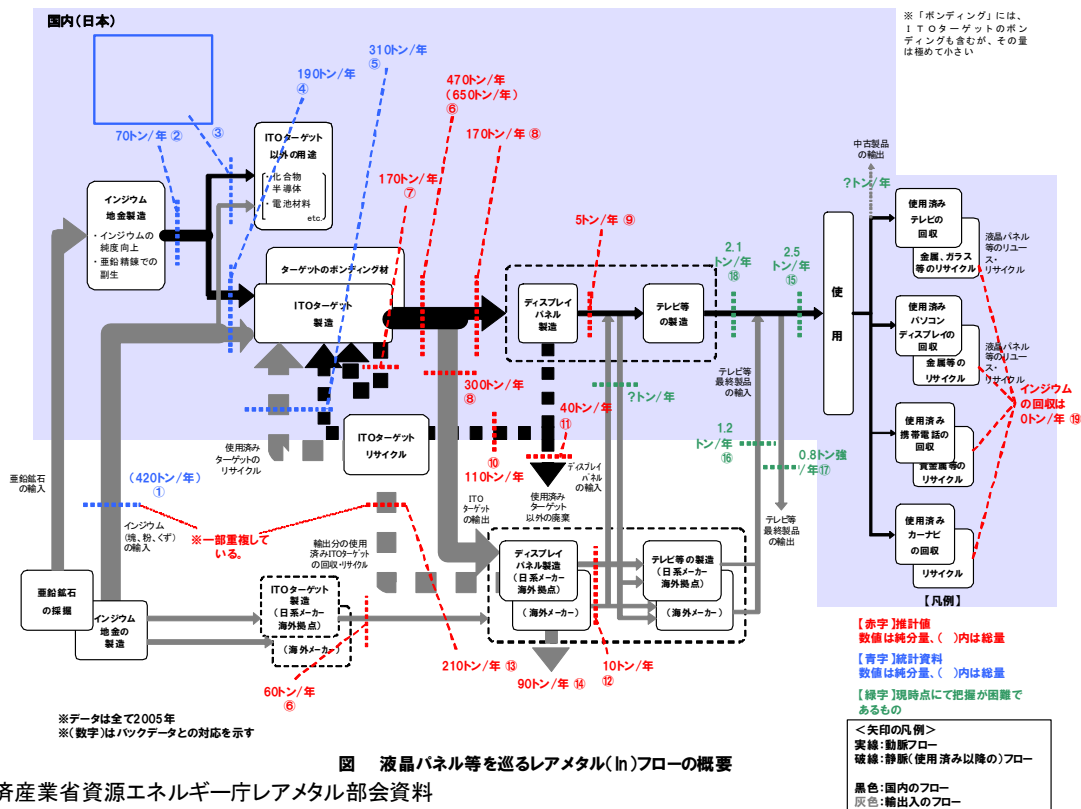 国内(日本)
※「ボンディング」には、
ITOターゲットのボン
ディングも含むが、その量
は極めて小さい
310トン/年
⑤
190トン/年
④
470トン/年
(650トン/年)
⑥
170トン/年 ⑧
70トン/年 ②
③
ITOターゲット
以外の用途
・化合物
半導体
・電池材料
etc.
170トン/年
⑦
中古製品
の輸出
?トン/年
インジウム
地金製造
・インジウムの
純度向上
・亜鉛精錬での
副生
ターゲットのボンディング材
ITOターゲット
製造
5トン/年 ⑨
ディスプレイ
パネル製造
テレビ等
の製造
2.1
トン/年
⑱
2.5
トン/年
⑮
使
用
使用済み
テレビの
回収
金属、ガラス
等のリサイクル
液晶パネル
等のリユー
ス・
リサイクル
使用済み
パソコン
ディスプレイの
回収
金属等の
リサイクル
液晶パネル
等のリユー
ス・
リサイクル
使用済み
携帯電話の
回収
貴金属等の
リサイクル
使用済み
カーナビ
の回収
リサイクル
インジウム
の回収は
0トン/年 ⑲
テレビ等
最終製品
の輸入
300トン/年
⑧
?トン/年
40トン/年
⑪
1.2
トン/年
⑯
0.8トン強
/年⑰
使用済み
ターゲットの
リサイクル
ITOターゲット
リサイクル
⑩
110トン/年
ディスプレイ
パネル
の輸入
使用済み
ターゲット
以外の廃棄
亜鉛鉱石
の輸入
(420トン/年)
①
インジウム
(塊、粉、くず)
の輸入
※一部重複して
いる。
ITO
ターゲット
の輸出
テレビ等
最終製品
の輸出
輸出分の使用
済みITOターゲット
の回収・リサイクル
亜鉛鉱石
の採掘
インジウム
地金の
製造
ITOターゲット
製造
(日系メーカー
海外拠点)
(海外メーカー)
ディスプレイ
パネル製造
(日系メーカー
海外拠点)
(海外メーカー)
テレビ等の製造
(日系メーカー
海外拠点)
(海外メーカー)
60トン/年
⑥
210トン/年 ⑬
90トン/年 ⑭
10トン/年
⑫
【凡例】
【赤字】推計値
数値は純分量、( )内は総量
【青字】統計資料
数値は純分量、( )内は総量
【緑字】現時点にて把握が困難で
あるもの
<矢印の凡例>
実線:動脈フロー
破線:静脈(使用済み以降の)フロー
黒色:国内のフロー
灰色:輸出入のフロー
※データは全て2005年
※(数字)はバックデータとの対応を示す
図 液晶パネル等を巡るレアメタル(In)フローの概要
済産業省資源エネルギー庁レアメタル部会資料